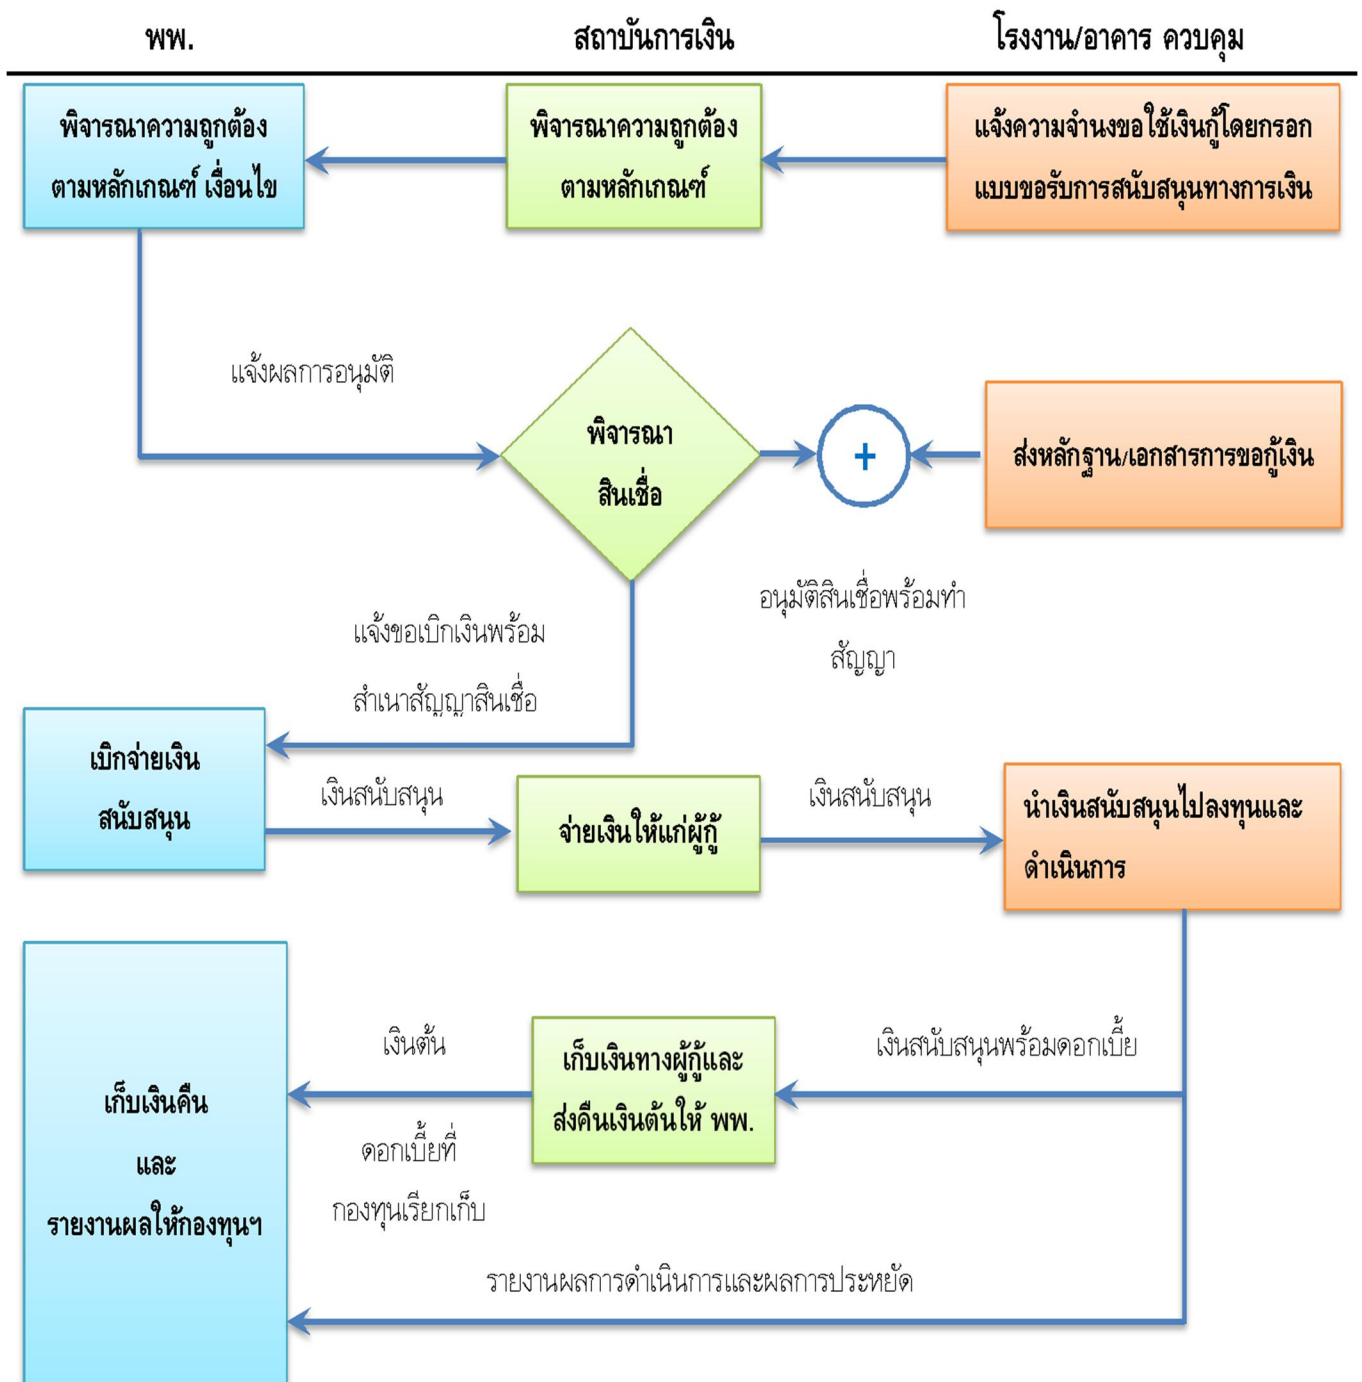 พพ.
สถาบันการเงิน
โรงงาน/อาคาร ควบคุม
พิจารณาความถูกต้อง
ตามหลักเกณฑ์ เงื่อนไข
พิจารณาความถูกต้อง
ตามหลักเกณฑ์
แจ้งความจำนงขอใช้เงินกู้โดยกรอก
แบบขอรับการสนับสนุนทางการเงิน
แจ้งผลการอนุมัติ
พิจารณา
สินเชื่อ
+
ส่งหลักฐาน/เอกสารการขอกู้เงิน
อนุมัติสินเชื่อพร้อมทำ
สัญญา
แจ้งขอเบิกเงินพร้อม
สำเนาสัญญาสินเชื่อ
เบิกจ่ายเงิน
สนับสนุน
เงินสนับสนุน
จ่ายเงินให้แก่ผู้กู้
เงินสนับสนุน
นำเงินสนับสนุนไปลงทุนและ
ดำเนินการ
เก็บเงินคืน
และ
รายงานผลให้กองทุนฯ
เงินต้น
ดอกเบี้ยที่
กองทุนเรียกเก็บ
เก็บเงินทางผู้กู้และ
ส่งคืนเงินต้นให้ พพ.
เงินสนับสนุนพร้อมดอกเบี้ย
รายงานผลการดำเนินการและผลการประหยัด